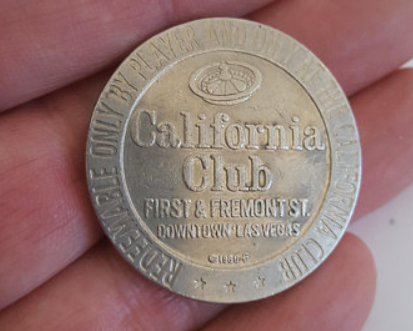 REDEEMABLE ONLY BY PLAYER AND ONLY AT THE CALIFORNIA CLUB
California
Club
FIRST & FREMONT ST.
DOWNTOWN LAS VEGAS